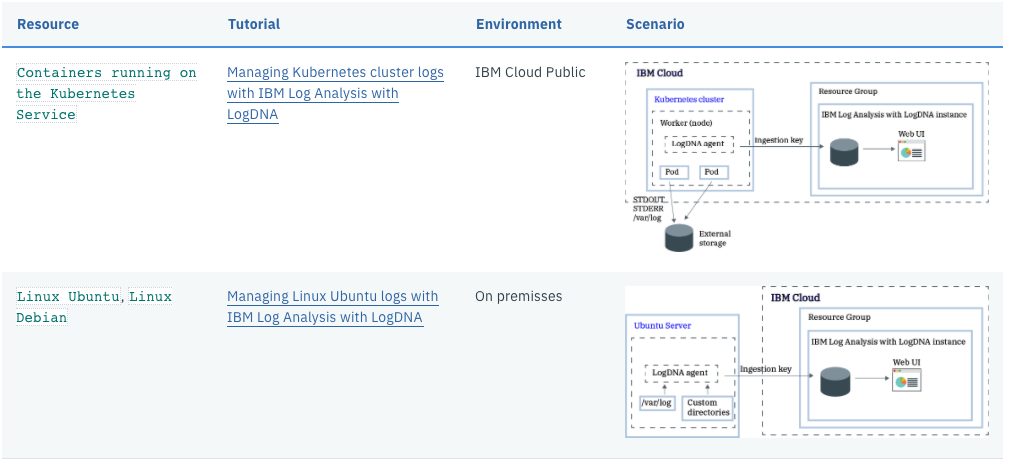 Resource Tutorial Environment Scenario
Containers running on
the Kubernetes
Service
Managing Kubernetes cluster logs
with IBM Log Analysis with
LogDNA
IBM Cloud Public
IBM Cloud
Kubernetes cluster
Worker (node)
LogDNA agent
Pod Pod
Ingestion key
Resource Group
IBM Log Analysis with LogDNA instance
Web UI
STDOUT
STDERR
/var/log
External
storage
Linux Ubuntu, Linux
Debian
Managing Linux Ubuntu logs with
IBM Log Analysis with LogDNA
On premisses
IBM Cloud
Ubuntu Server
LogDNA agent
/var/log
Custom
directories
Ingestion key
Resource Group
IBM Log Analysis with LogDNA instance
Web UI